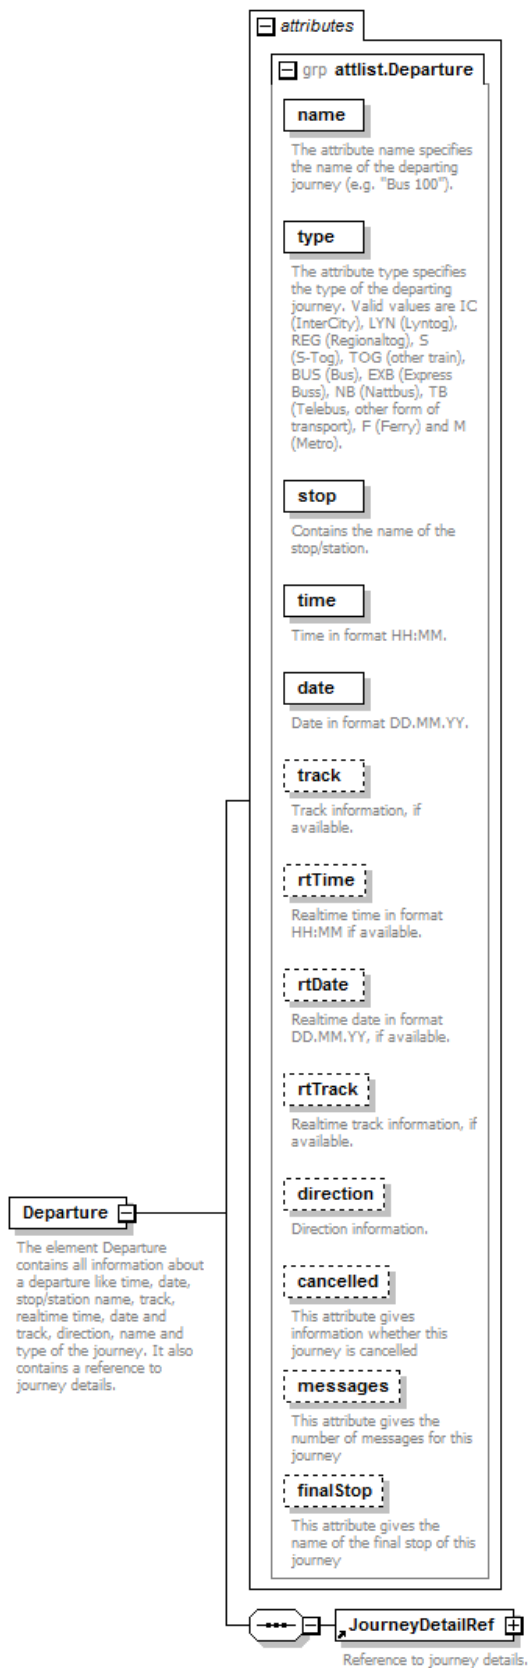 attributes
grp attlist.Departure
name
The attribute name specifies
the name of the departing
journey (e.g. "Bus 100").
type
The attribute type specifies
the type of the departing
journey. Valid values are IC
(InterCity), LYN (Lyntog),
REG (Regionaltog), S
(S-Tog), TOG (other train),
BUS (Bus), EXB (Express
Buss), NB (Nattbus), TB
(Telebus, other form of
transport), F (Ferry) and M
(Metro).
stop
Contains the name of the
stop/station.
time
Time in format HH:MM.
date
Date in format DD.MM.YY.
track
Track information, if
available.
rtTime
Realtime time in format
HH:MM if available.
rtDate
Realtime date in format
DD.MM.YY, if available.
rtTrack
Realtime track information, if
available.
direction
Direction information.
cancelled
This attribute gives
information whether this
journey is cancelled
messages
This attribute gives the
number of messages for this
journey
finalStop
This attribute gives the
name of the final stop of this
journey
Departure
The element Departure
contains all information about
a departure like time, date,
stop/station name, track,
realtime time, date and
track, direction, name and
type of the journey. It also
contains a reference to
journey details.
JourneyDetailRef
Reference to journey details.